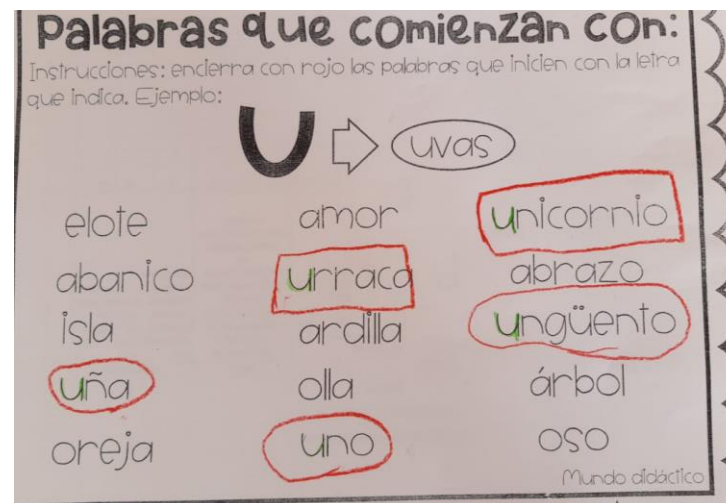 Palabras que comienzan con:
Instrucciones: encierra con rojo las palabras que inicien con la letra
que indica. Ejemplo:
U uvas
elote amor unicornio
abanico urraca abrazo
isla ardilla ungüento
uña olla árbol
oreja uno oso
Mundo didáctico